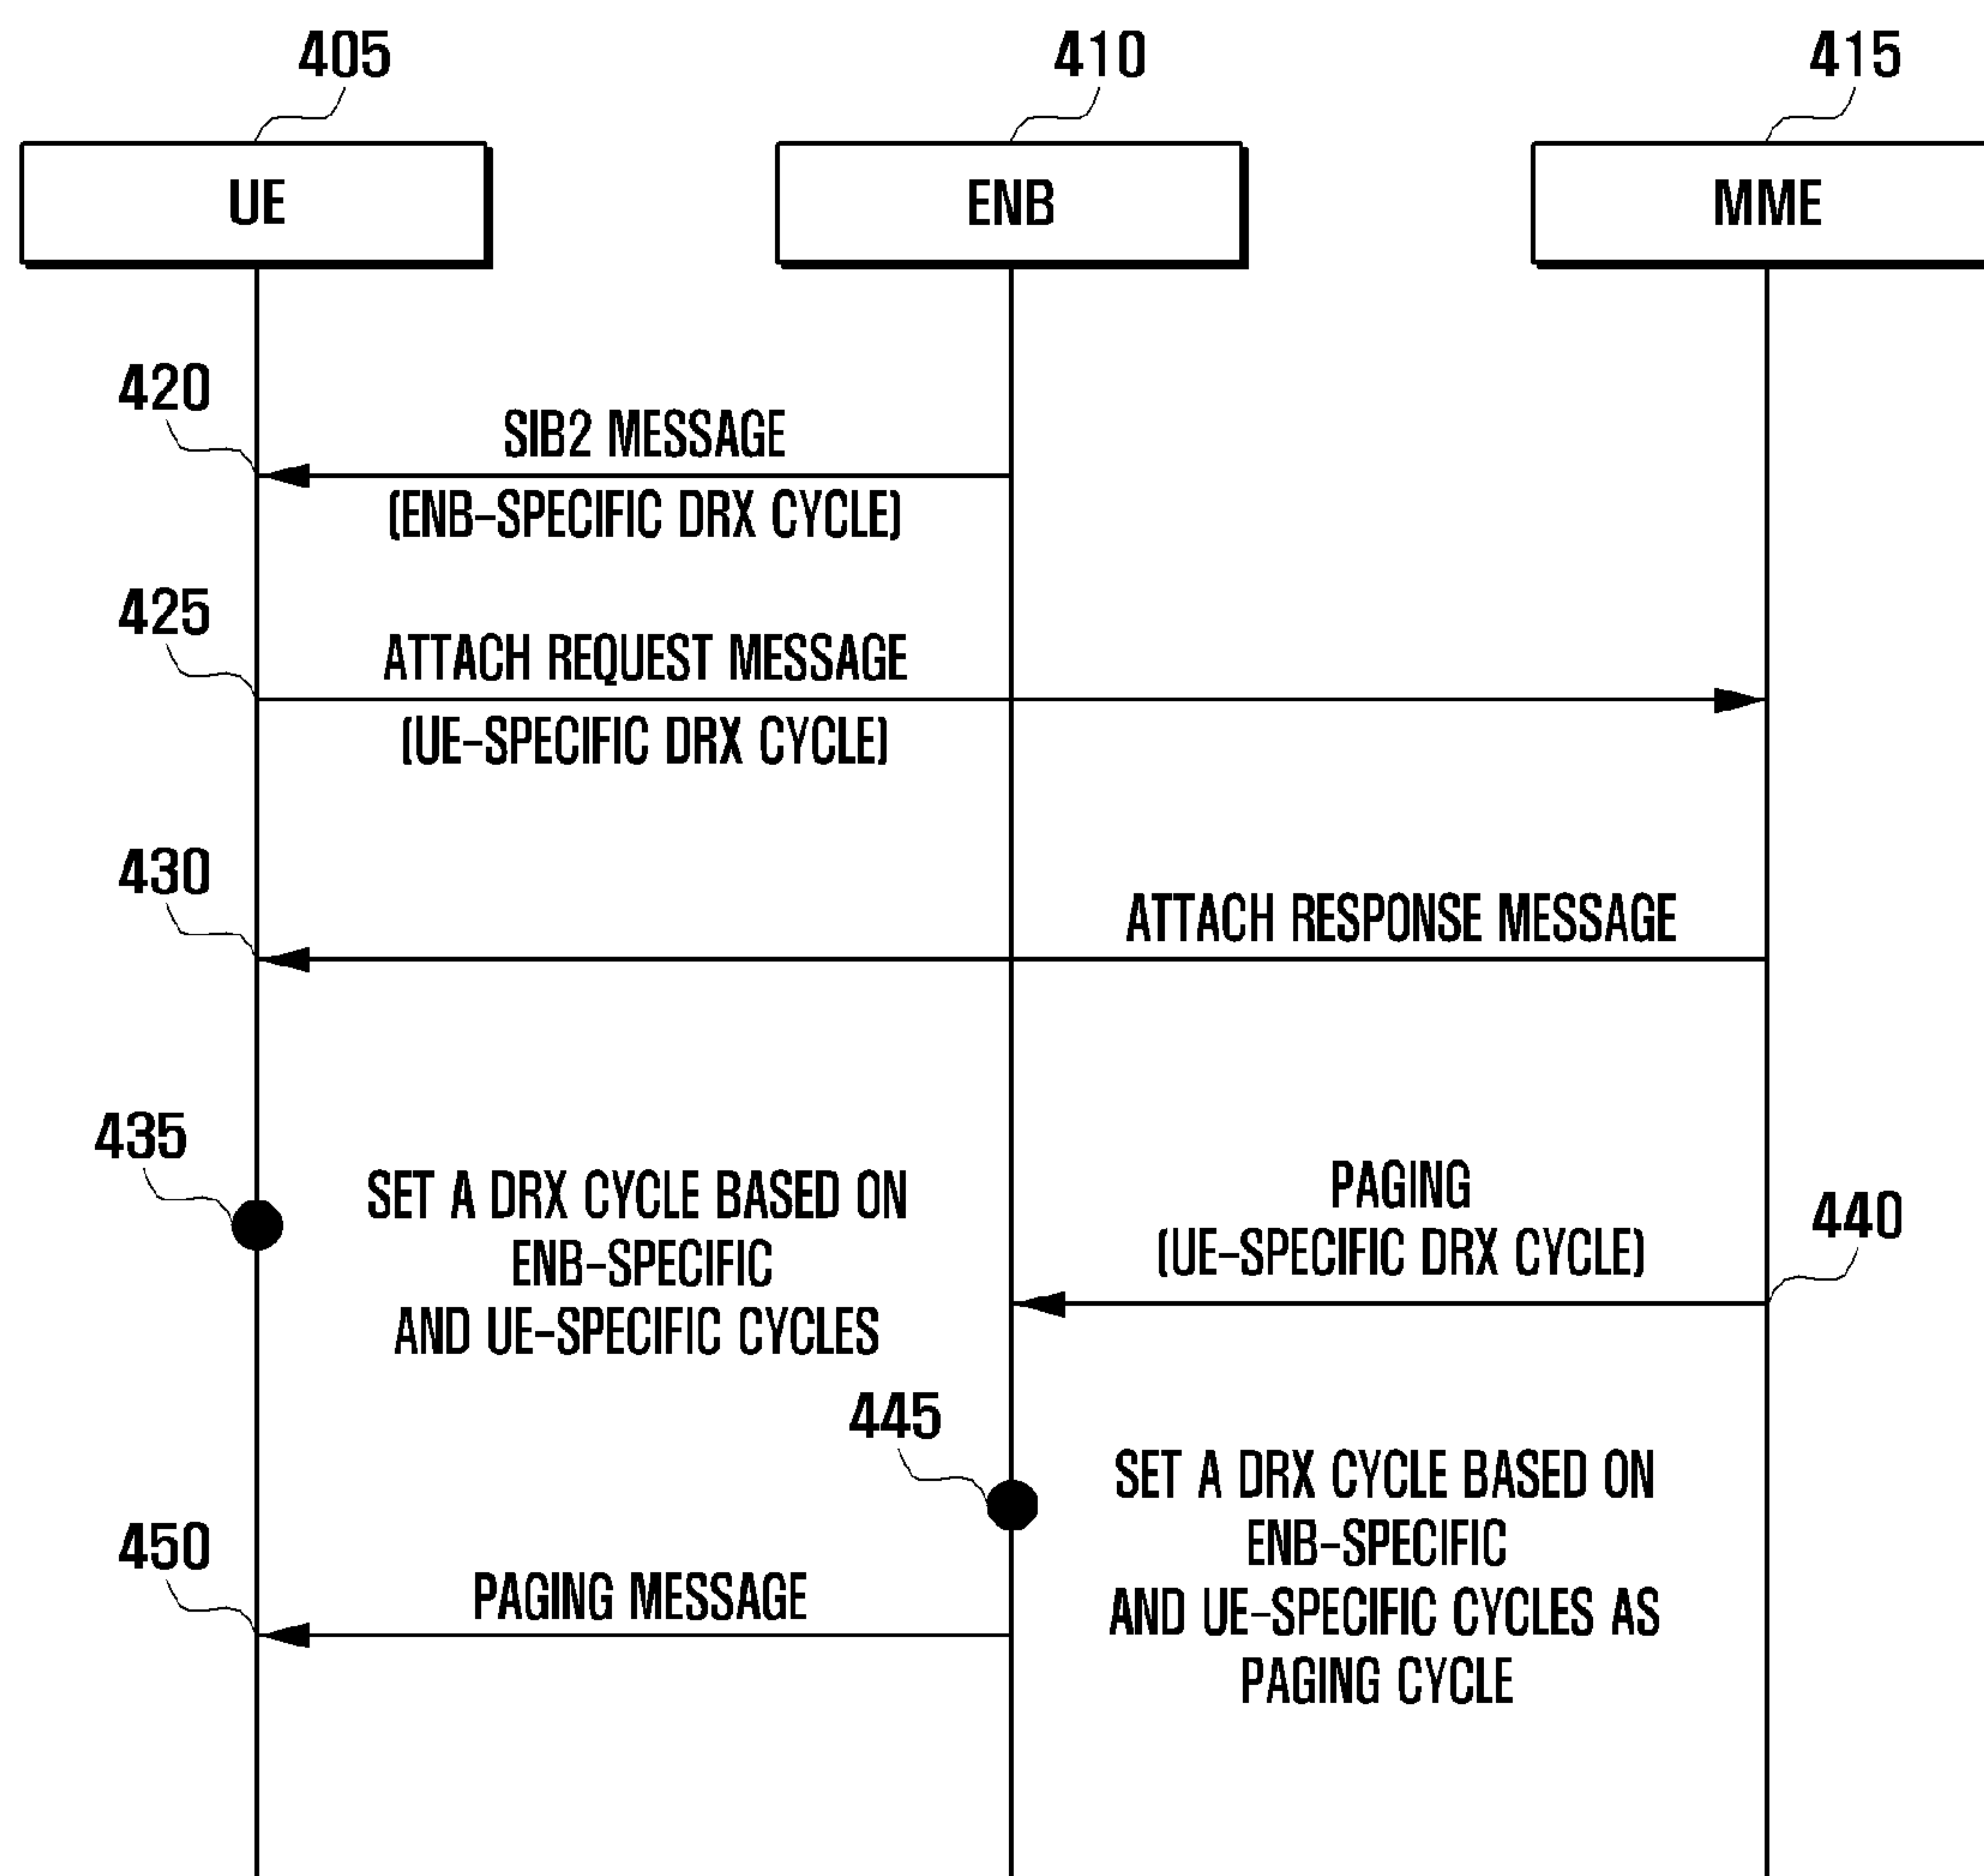 405
410
415
UE
ENB
MME
420
SIB2 MESSAGE
(ENB-SPECIFIC DRX CYCLE)
425
ATTACH REQUEST MESSAGE
(UE-SPECIFIC DRX CYCLE)
430
ATTACH RESPONSE MESSAGE
435
SET A DRX CYCLE BASED ON
ENB-SPECIFIC
AND UE-SPECIFIC CYCLES
PAGING
(UE-SPECIFIC DRX CYCLE)
440
445
SET A DRX CYCLE BASED ON
ENB-SPECIFIC
AND UE-SPECIFIC CYCLES AS
PAGING CYCLE
450
PAGING MESSAGE